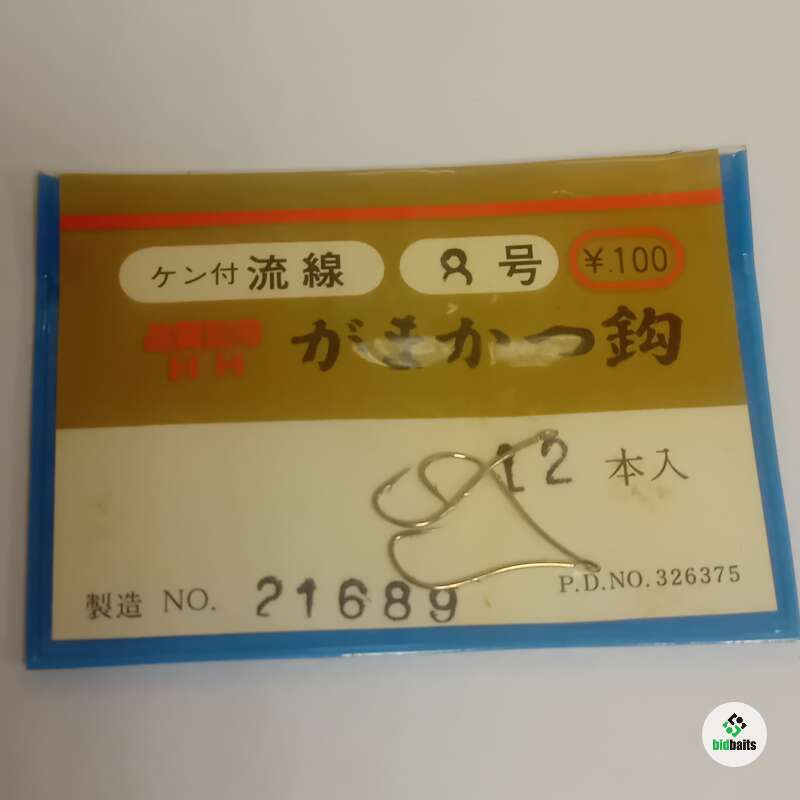 ケン付 流線 8 号 ¥.100
がまかつ鈎
12 本入
製造 NO. 21689 P.D.NO. 326375
bidbaits